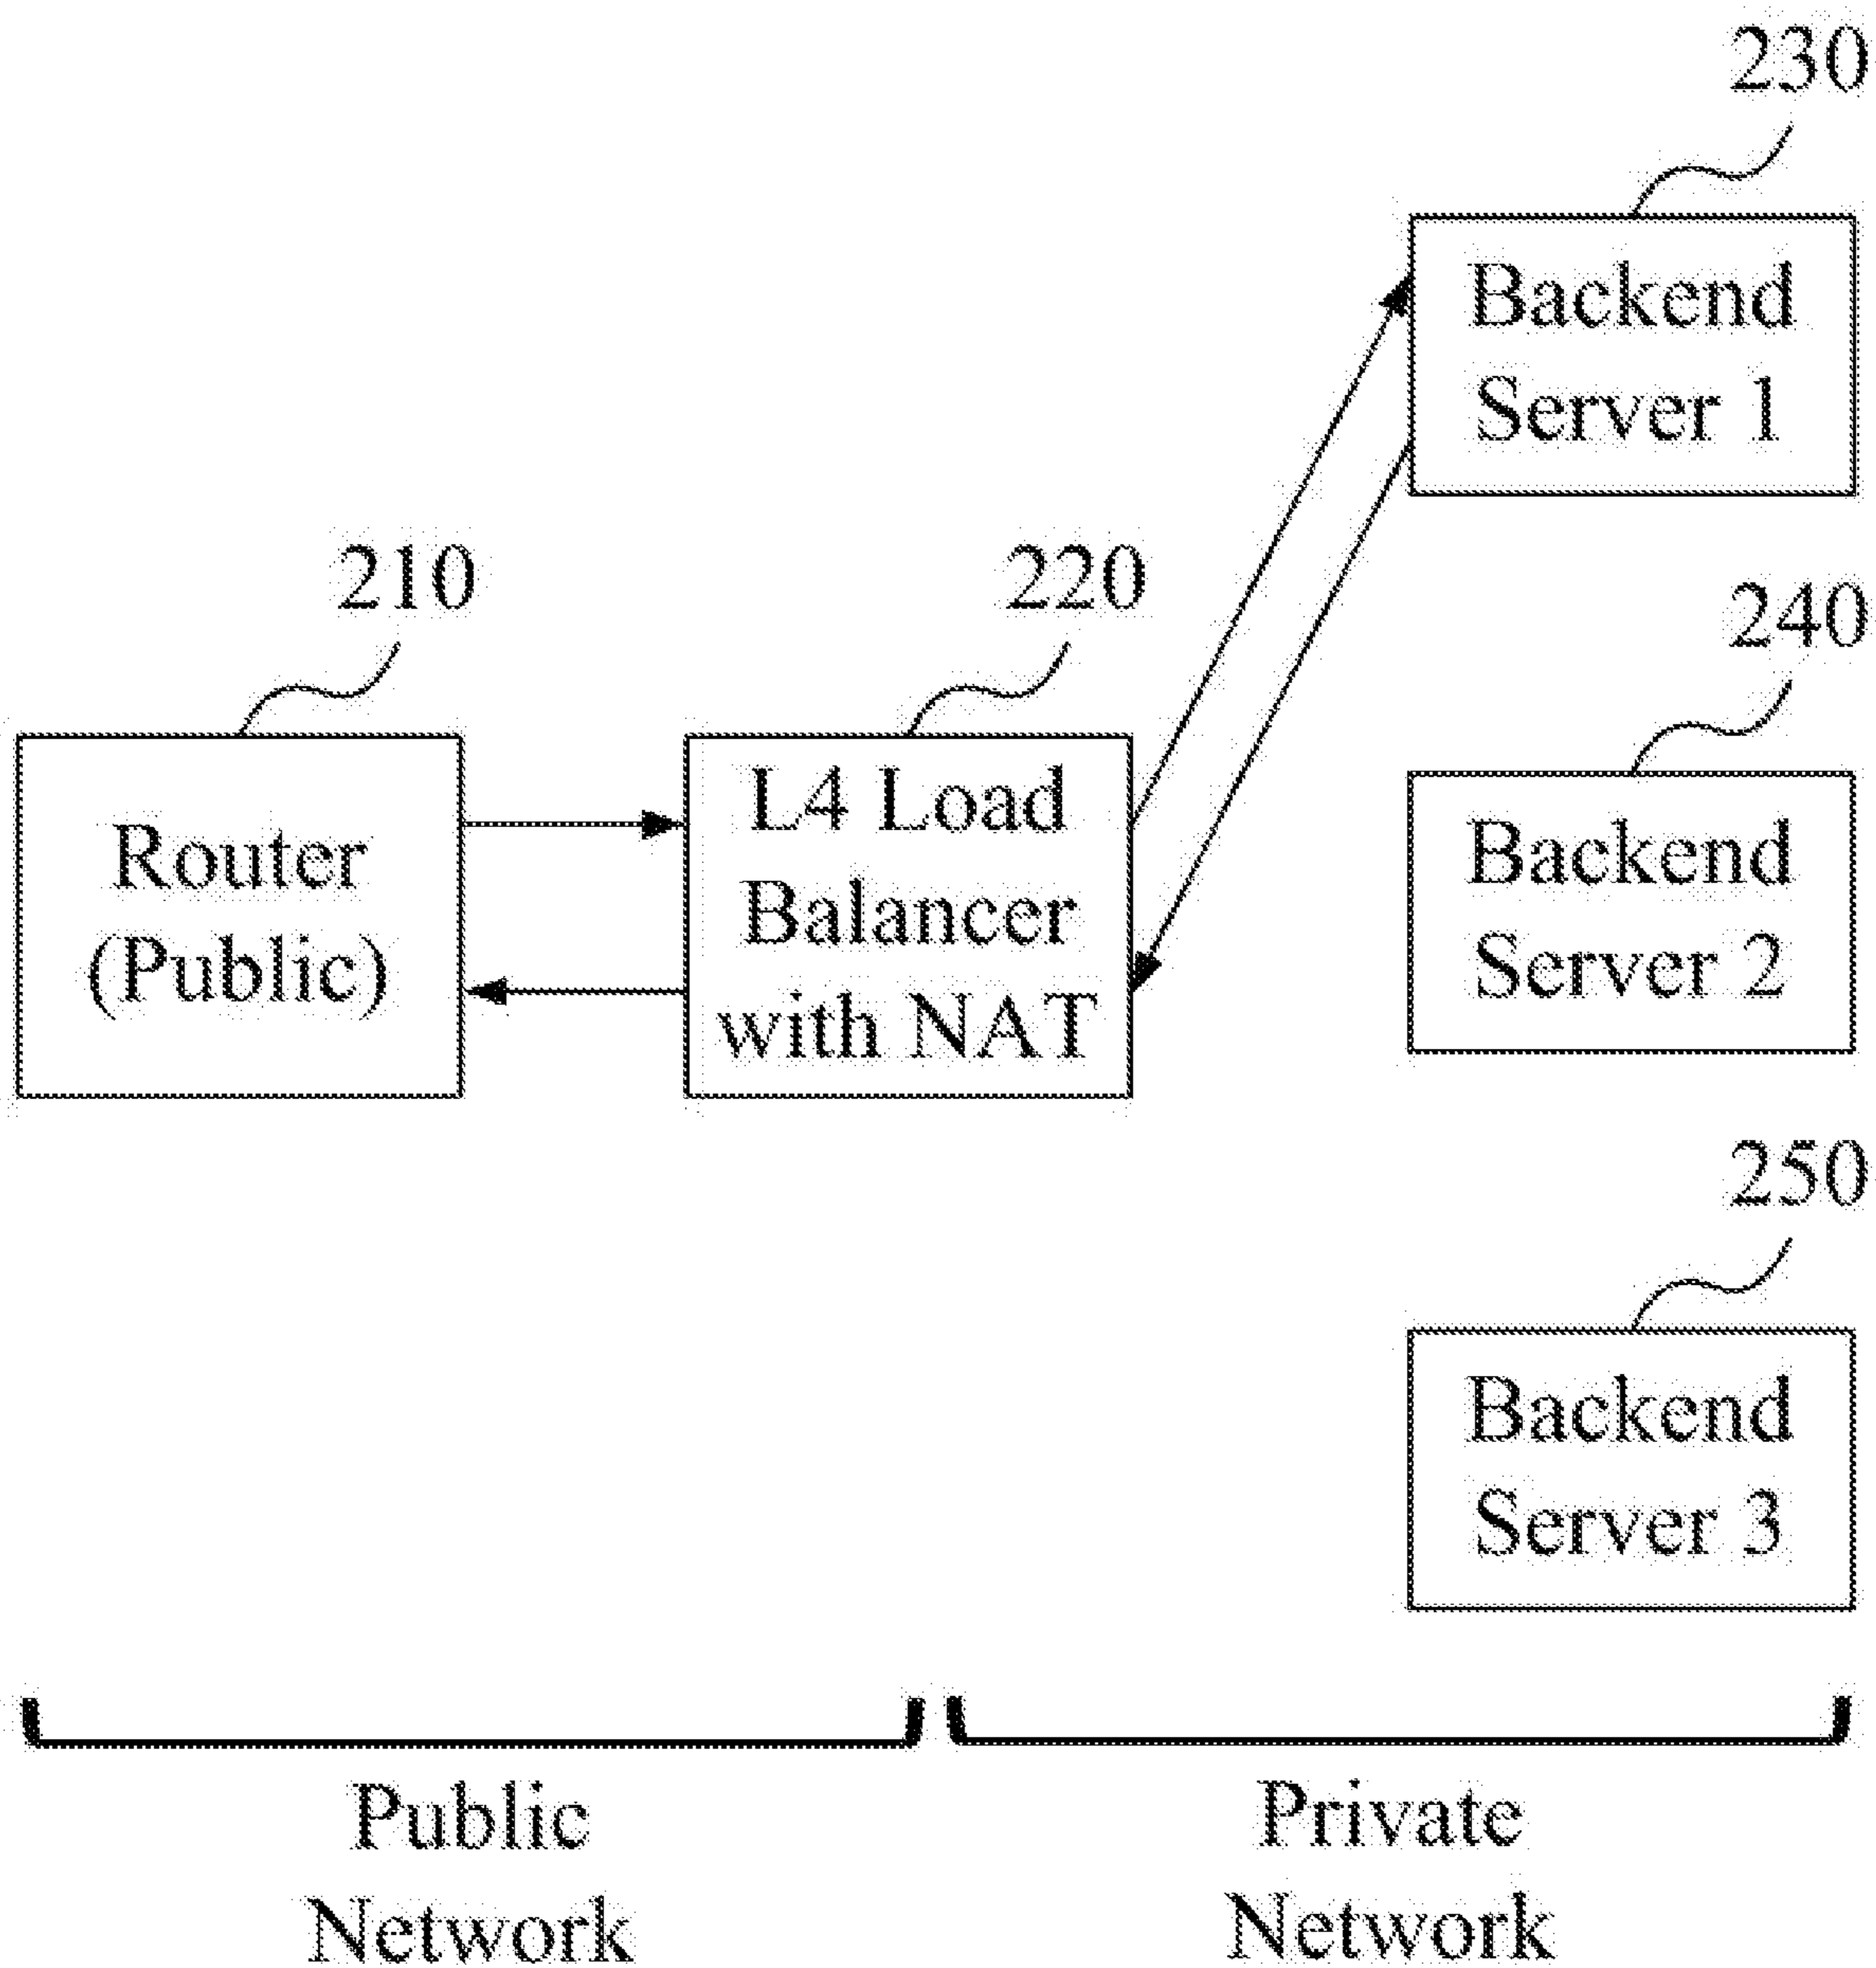 230
Backend
Server 1
210
220
240
Router
(Public)
L4 Load
Balancer
with NAT
Backend
Server 2
250
Backend
Server 3
Public
Network
Private
Network